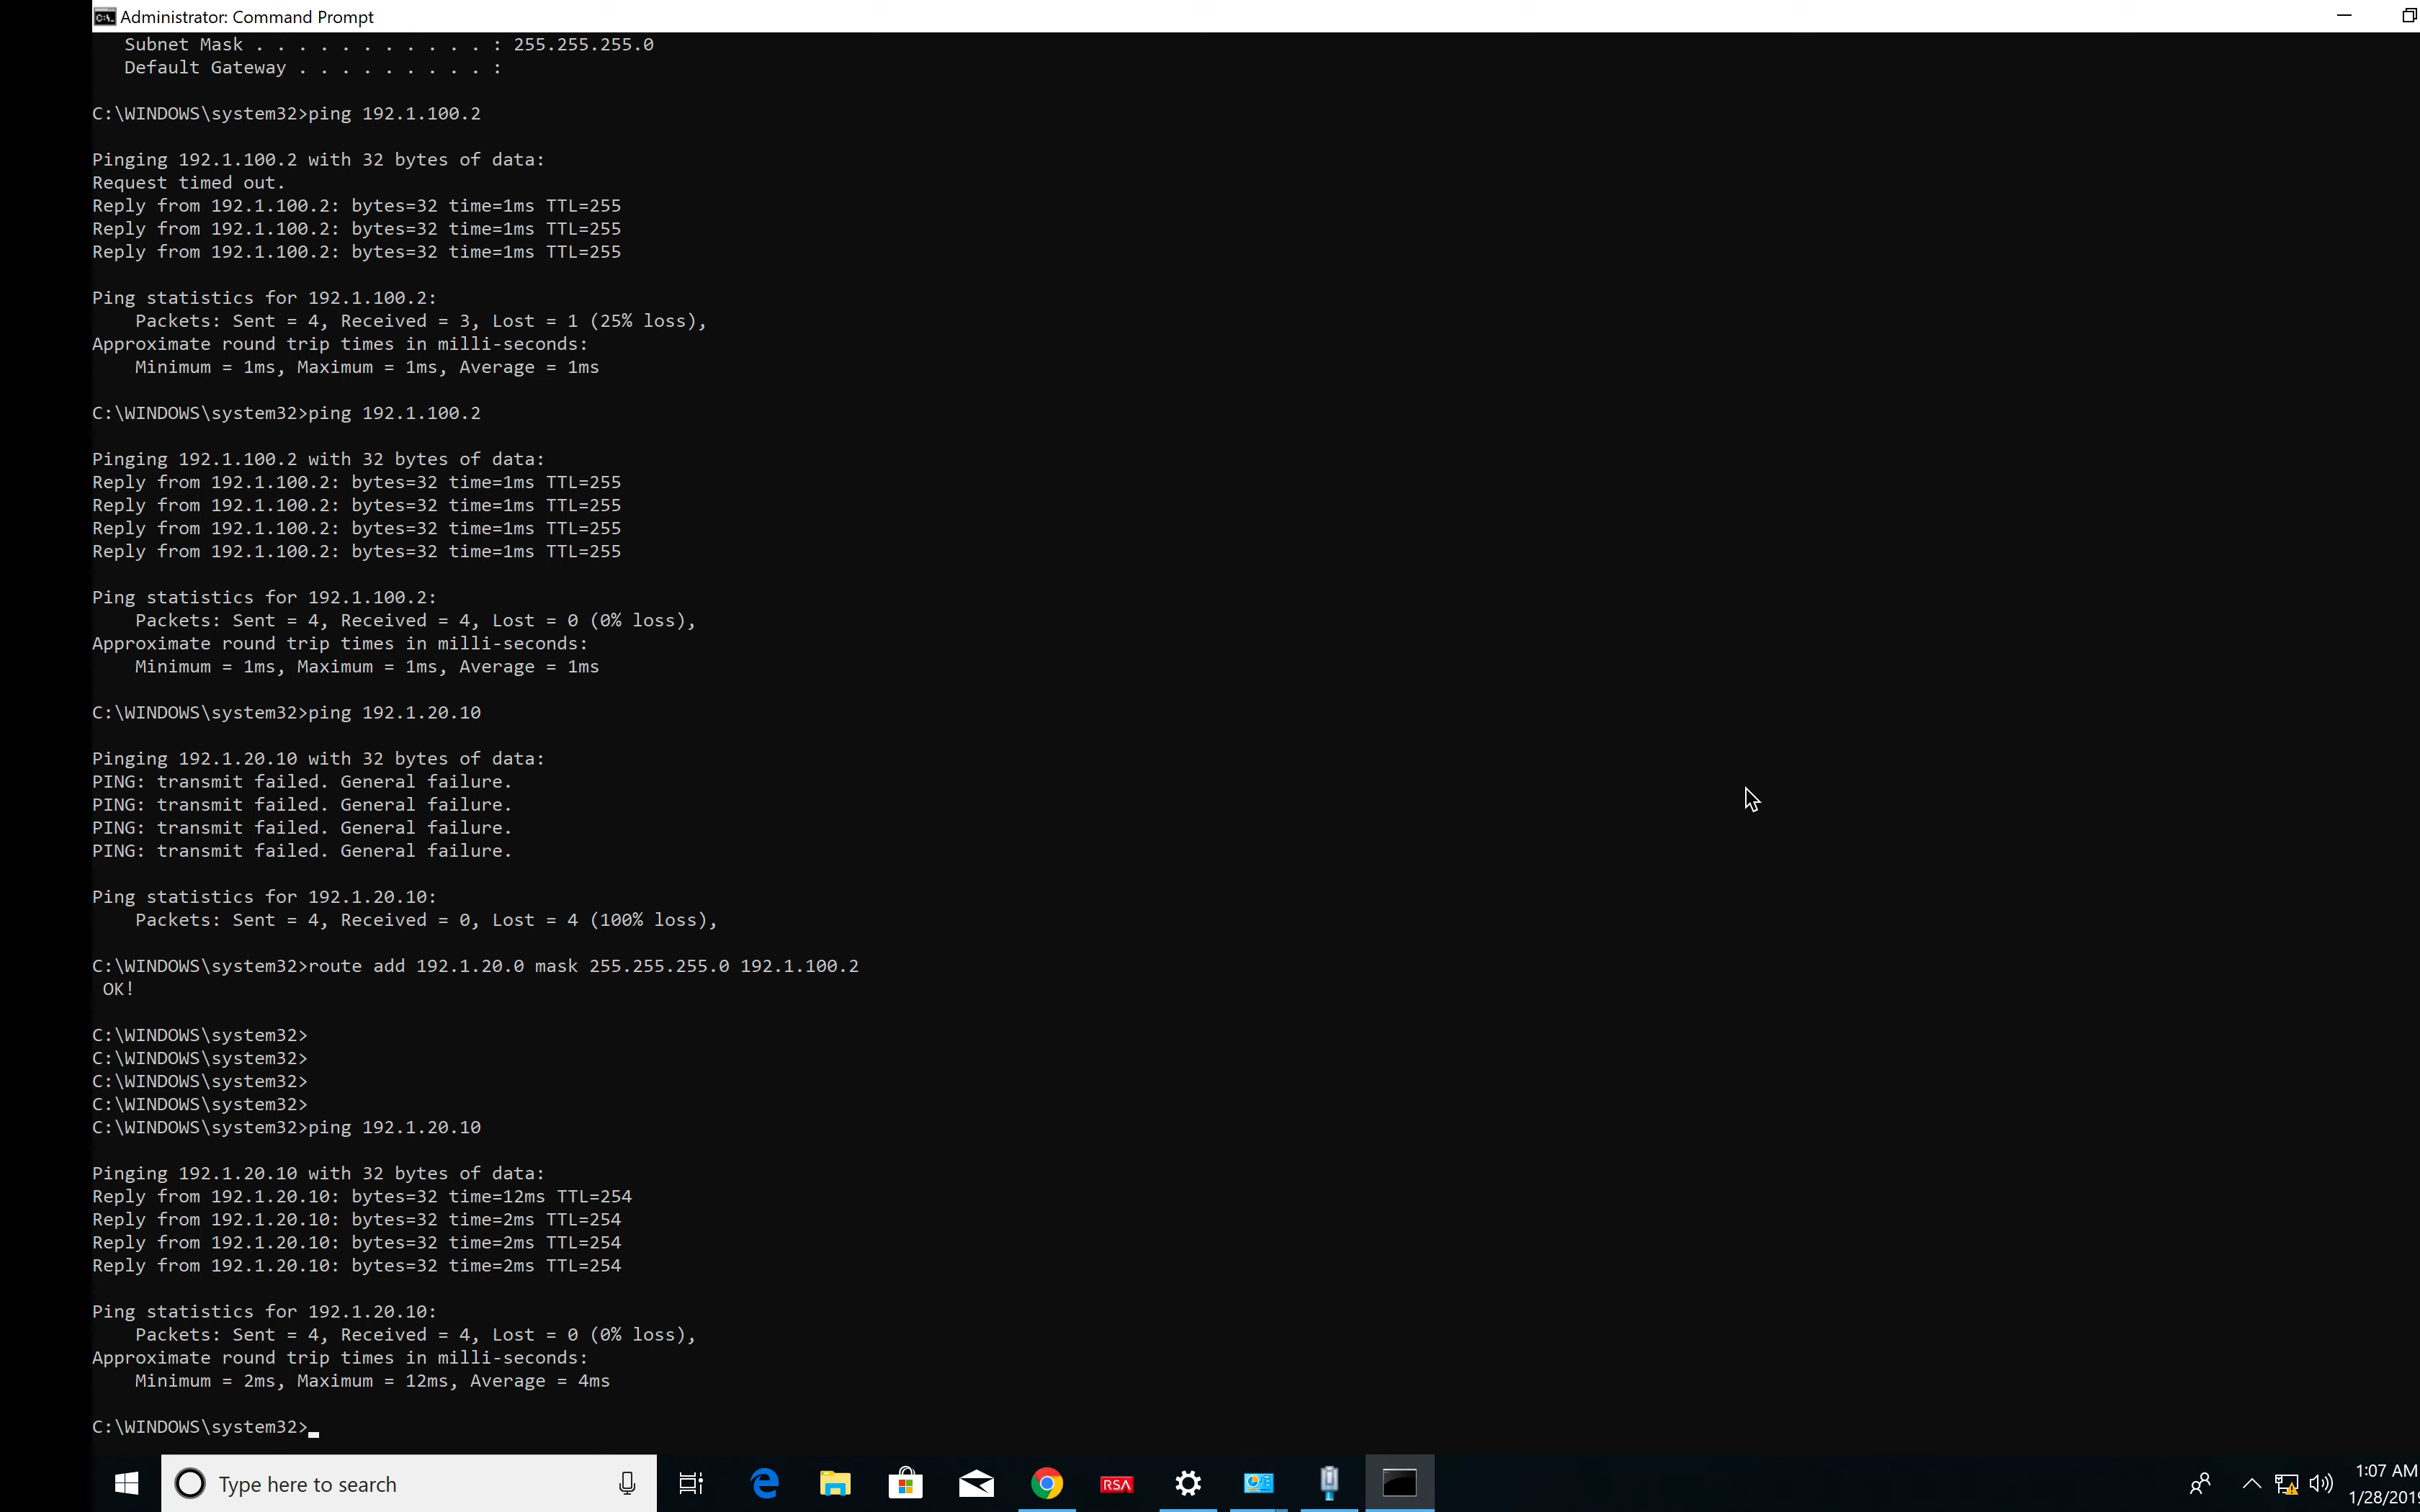 Administrator: Command Prompt
Subnet Mask . . . . . . . . . . . : 255.255.255.0
Default Gateway . . . . . . . . . :
C:\WINDOWS\system32>ping 192.1.100.2
Pinging 192.1.100.2 with 32 bytes of data:
Request timed out.
Reply from 192.1.100.2: bytes=32 time=1ms TTL=255
Reply from 192.1.100.2: bytes=32 time=1ms TTL=255
Reply from 192.1.100.2: bytes=32 time=1ms TTL=255
Ping statistics for 192.1.100.2:
Packets: Sent = 4, Received = 3, Lost = 1 (25% loss),
Approximate round trip times in milli-seconds:
Minimum = 1ms, Maximum = 1ms, Average = 1ms
C:\WINDOWS\system32>ping 192.1.100.2
Pinging 192.1.100.2 with 32 bytes of data:
Reply from 192.1.100.2: bytes=32 time=1ms TTL=255
Reply from 192.1.100.2: bytes=32 time=1ms TTL=255
Reply from 192.1.100.2: bytes=32 time=1ms TTL=255
Reply from 192.1.100.2: bytes=32 time=1ms TTL=255
Ping statistics for 192.1.100.2:
Packets: Sent = 4, Received = 4, Lost = 0 (0% loss),
Approximate round trip times in milli-seconds:
Minimum = 1ms, Maximum = 1ms, Average = 1ms
C:\WINDOWS\system32>ping 192.1.20.10
Pinging 192.1.20.10 with 32 bytes of data:
PING: transmit failed. General failure.
PING: transmit failed. General failure.
PING: transmit failed. General failure.
PING: transmit failed. General failure.
Ping statistics for 192.1.20.10:
Packets: Sent = 4, Received = 0, Lost = 4 (100% loss),
C:\WINDOWS\system32>route add 192.1.20.0 mask 255.255.255.0 192.1.100.2
OK!
C:\WINDOWS\system32>
C:\WINDOWS\system32>
C:\WINDOWS\system32>
C:\WINDOWS\system32>
C:\WINDOWS\system32>ping 192.1.20.10
Pinging 192.1.20.10 with 32 bytes of data:
Reply from 192.1.20.10: bytes=32 time=12ms TTL=254
Reply from 192.1.20.10: bytes=32 time=2ms TTL=254
Reply from 192.1.20.10: bytes=32 time=2ms TTL=254
Reply from 192.1.20.10: bytes=32 time=2ms TTL=254
Ping statistics for 192.1.20.10:
Packets: Sent = 4, Received = 4, Lost = 0 (0% loss),
Approximate round trip times in milli-seconds:
Minimum = 2ms, Maximum = 12ms, Average = 4ms
C:\WINDOWS\system32>
Type here to search
RSA
1:07 AM
1/28/201